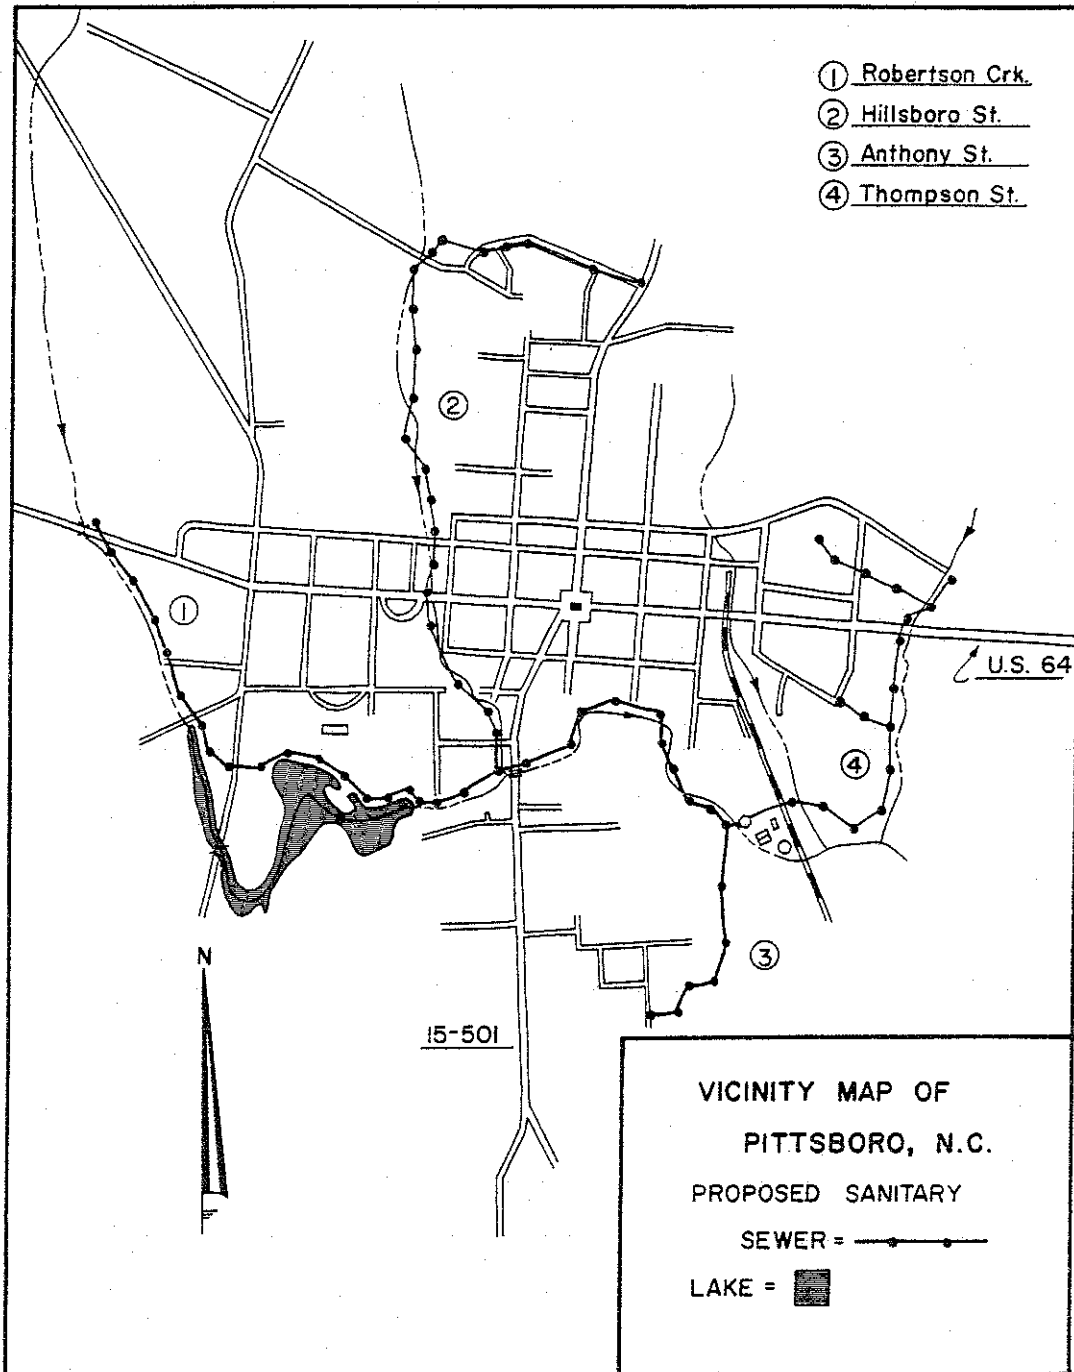 ① Robertson Crk.
② Hillsboro St.
③ Anthony St.
④ Thompson St.
②
①
U.S. 64
④
③
N
15-501
VICINITY MAP OF
PITTSBORO, N.C.
PROPOSED SANITARY
SEWER =
LAKE =